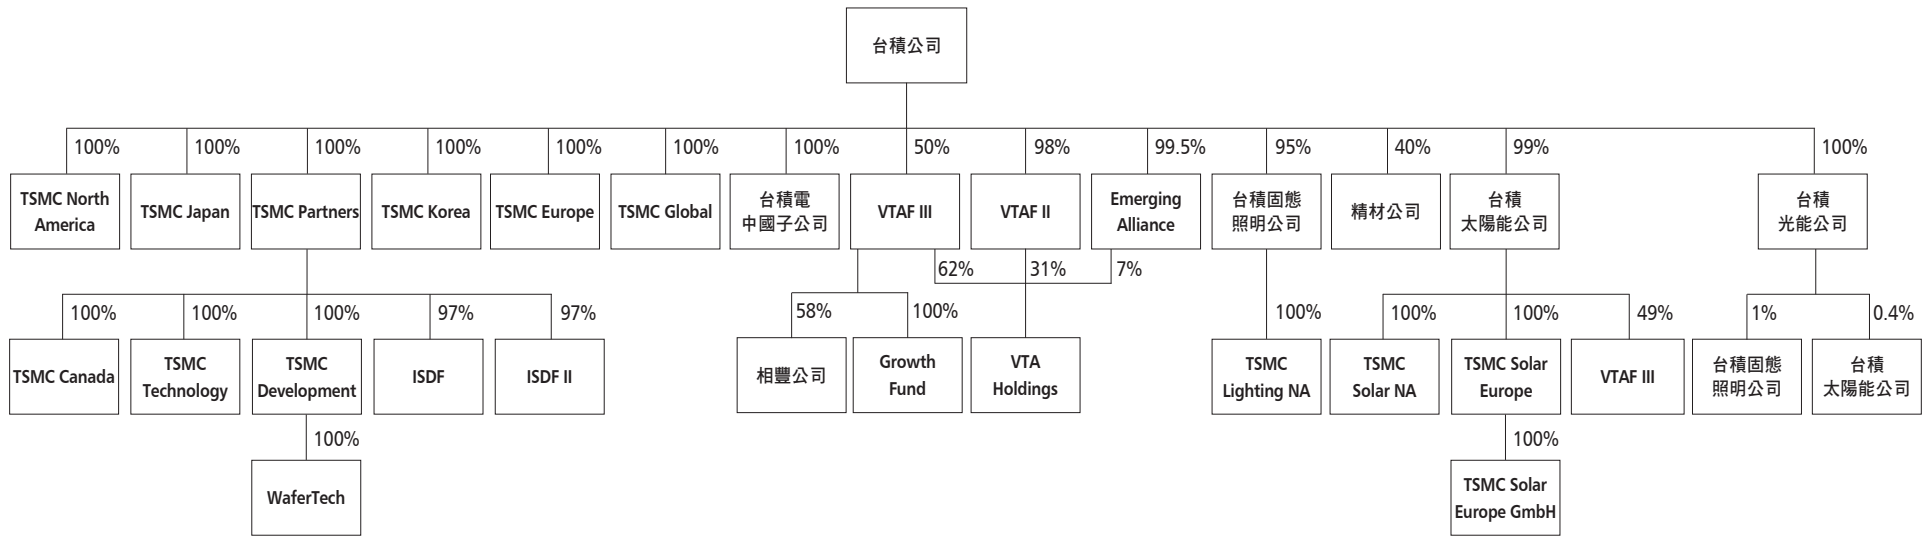 台積公司
100%
100%
100%
100%
100%
100%
100%
50%
98%
99.5%
95%
40%
99%
100%
TSMC North
America
TSMC Japan
TSMC Partners
TSMC Korea
TSMC Europe
TSMC Global
台積電
中國子公司
VTAF III
VTAF II
Emerging
Alliance
台積固態
照明公司
精材公司
台積
太陽能公司
台積
光能公司
62%
31%
7%
100%
100%
100%
97%
97%
58%
100%
100%
100%
100%
49%
1%
0.4%
TSMC Canada
TSMC
Technology
TSMC
Development
ISDF
ISDF II
相豐公司
Growth
Fund
VTA
Holdings
TSMC
Lighting NA
TSMC
Solar NA
TSMC Solar
Europe
VTAF III
台積固態
照明公司
台積
太陽能公司
100%
100%
WaferTech
TSMC Solar
Europe GmbH